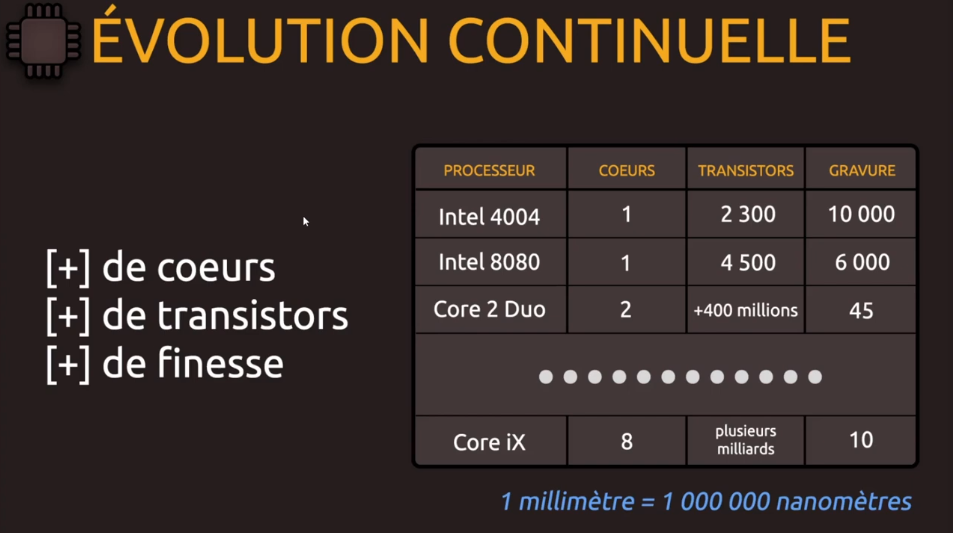 ÉVOLUTION CONTINUELLE
[+] de coeurs
[+] de transistors
[+] de finesse
PROCESSEUR COEURS TRANSISTORS GRAVURE
Intel 4004 1 2 300 10 000
Intel 8080 1 4 500 6 000
Core 2 Duo 2 +400 millions 45
Core iX 8 plusieurs milliards 10
1 millimètre = 1 000 000 nanomètres